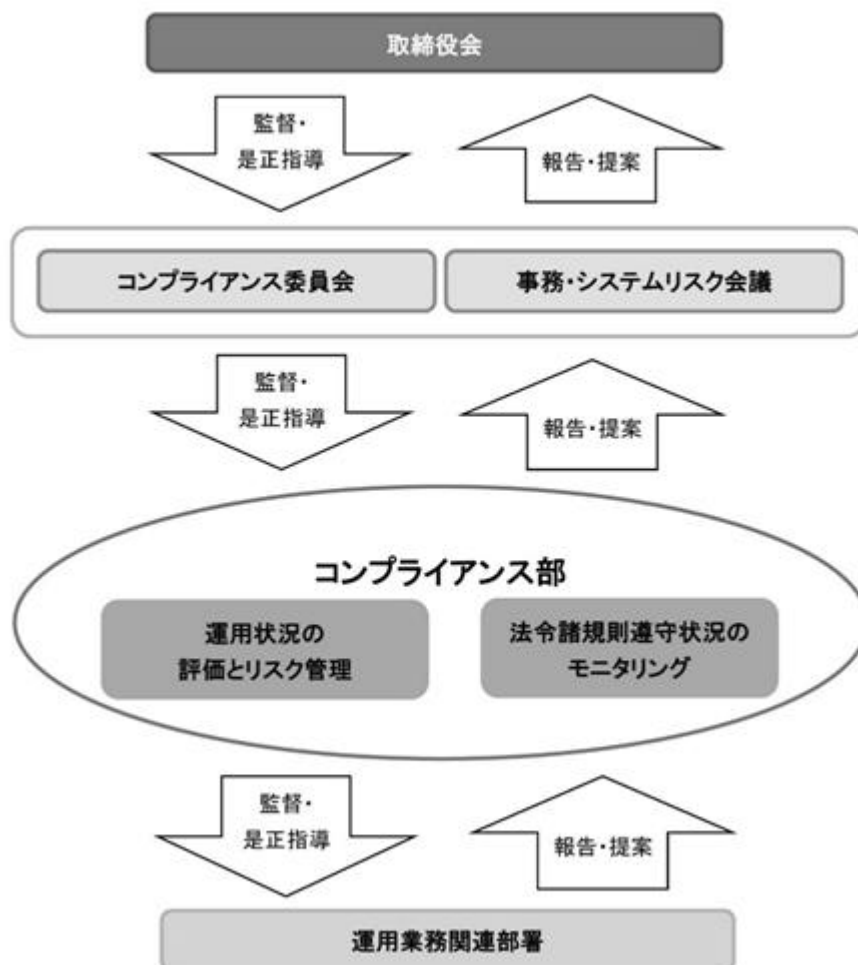 取締役会
監督・
是正指導
報告・提案
コンプライアンス委員会
事務・システムリスク会議
監督・
是正指導
報告・提案
コンプライアンス部
運用状況の
評価とリスク管理
法令諸規則遵守状況の
モニタリング
監督・
是正指導
報告・提案
運用業務関連部署